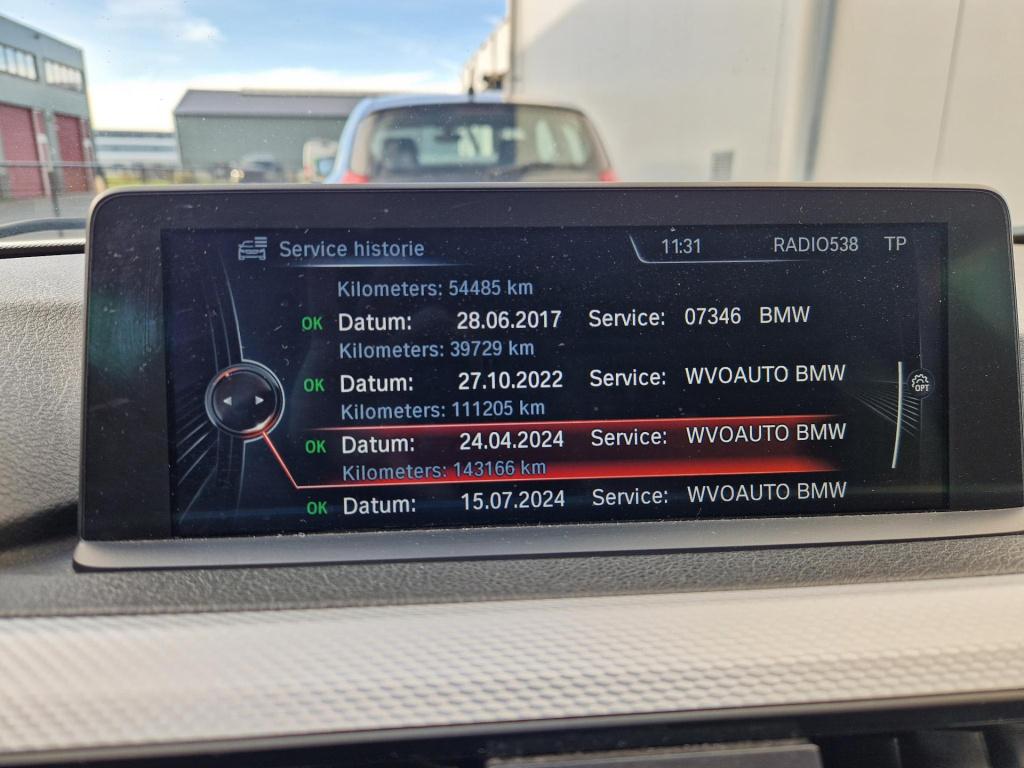 Service historie 11:31 RADIO538 TP
Kilometers: 54485 km
OK Datum: 28.06.2017 Service: 07346 BMW
Kilometers: 39729 km
OK Datum: 27.10.2022 Service: WVOAUTO BMW
Kilometers: 111205 km
OK Datum: 24.04.2024 Service: WVOAUTO BMW
Kilometers: 143166 km
OK Datum: 15.07.2024 Service: WVOAUTO BMW
OPT